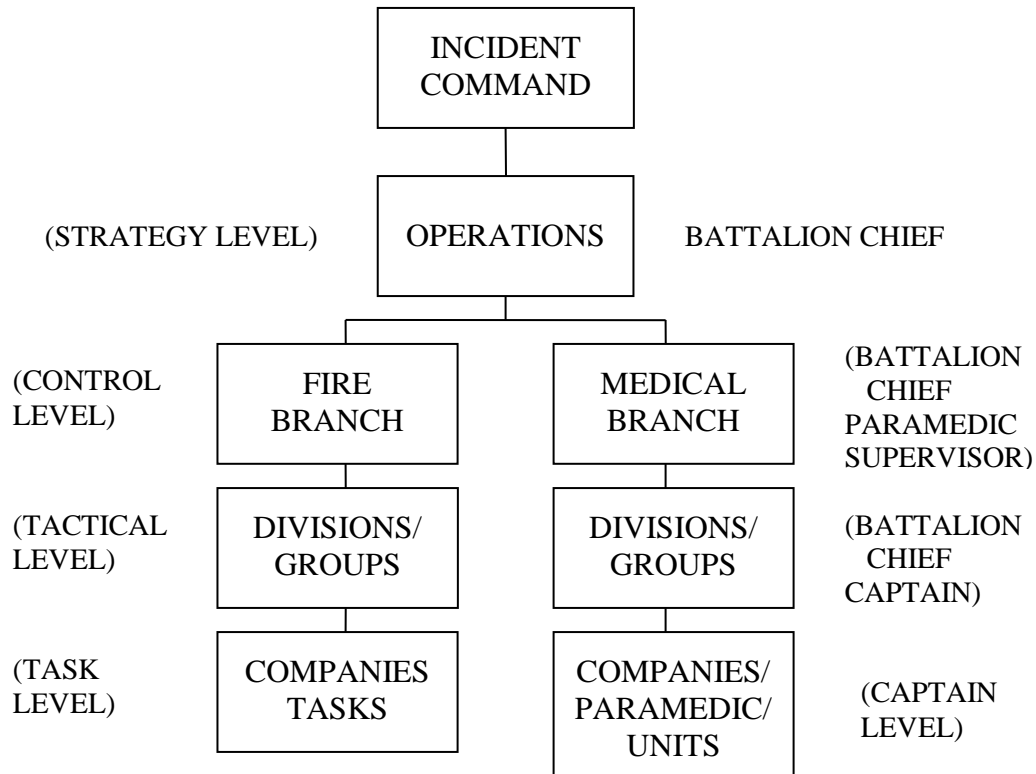 INCIDENT
COMMAND
(STRATEGY LEVEL)
OPERATIONS
BATTALION CHIEF
(CONTROL
LEVEL)
FIRE
BRANCH
MEDICAL
BRANCH
(BATTALION
CHIEF
PARAMEDIC
SUPERVISOR)
(TACTICAL
LEVEL)
DIVISIONS/
GROUPS
DIVISIONS/
GROUPS
(BATTALION
CHIEF
CAPTAIN)
(TASK
LEVEL)
COMPANIES
TASKS
COMPANIES/
PARAMEDIC/
UNITS
(CAPTAIN
LEVEL)